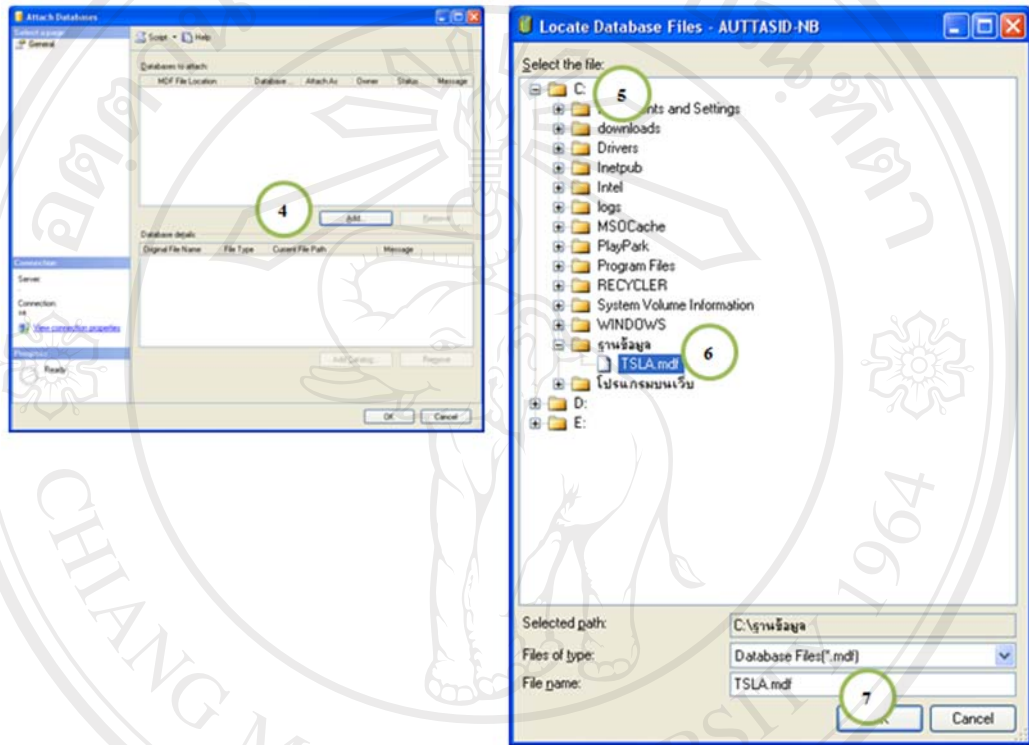 Attach Databases
Select a page
General
Script Help
Databases to attach:
MDF File Location Database ... Attach As Owner Status Message
4
Add... Remove
Database details:
Original File Name File Type Current File Path Message
Connection
Server:
Connection:
sa
View connection properties
Progress
Ready
Add Catalog... Remove
OK Cancel
Locate Database Files - AUTTASID-NB
Select the file:
C:
5
and Settings
downloads
Drivers
Inetpub
Intel
logs
MSOCache
PlayPark
Program Files
RECYCLER
System Volume Information
WINDOWS
ฐานข้อมูล
TSLA.mdf
6
โปรแกรมบนเว็บ
D:
E:
Selected path: C:\ฐานข้อมูล
Files of type: Database Files(*.mdf)
File name: TSLA.mdf
7
Cancel
CHIANG
1964